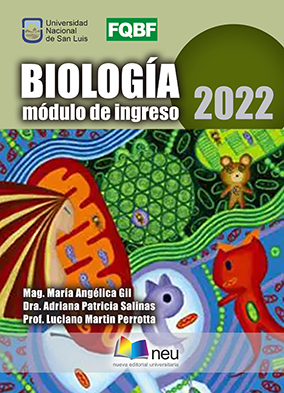 Universidad
Nacional
de San Luis
FQBF
BIOLOGÍA
módulo de ingreso
2022
Mag. María Angélica Gil
Dra. Adriana Patricia Salinas
Prof. Luciano Martin Perrotta
neu
nueva editorial universitaria